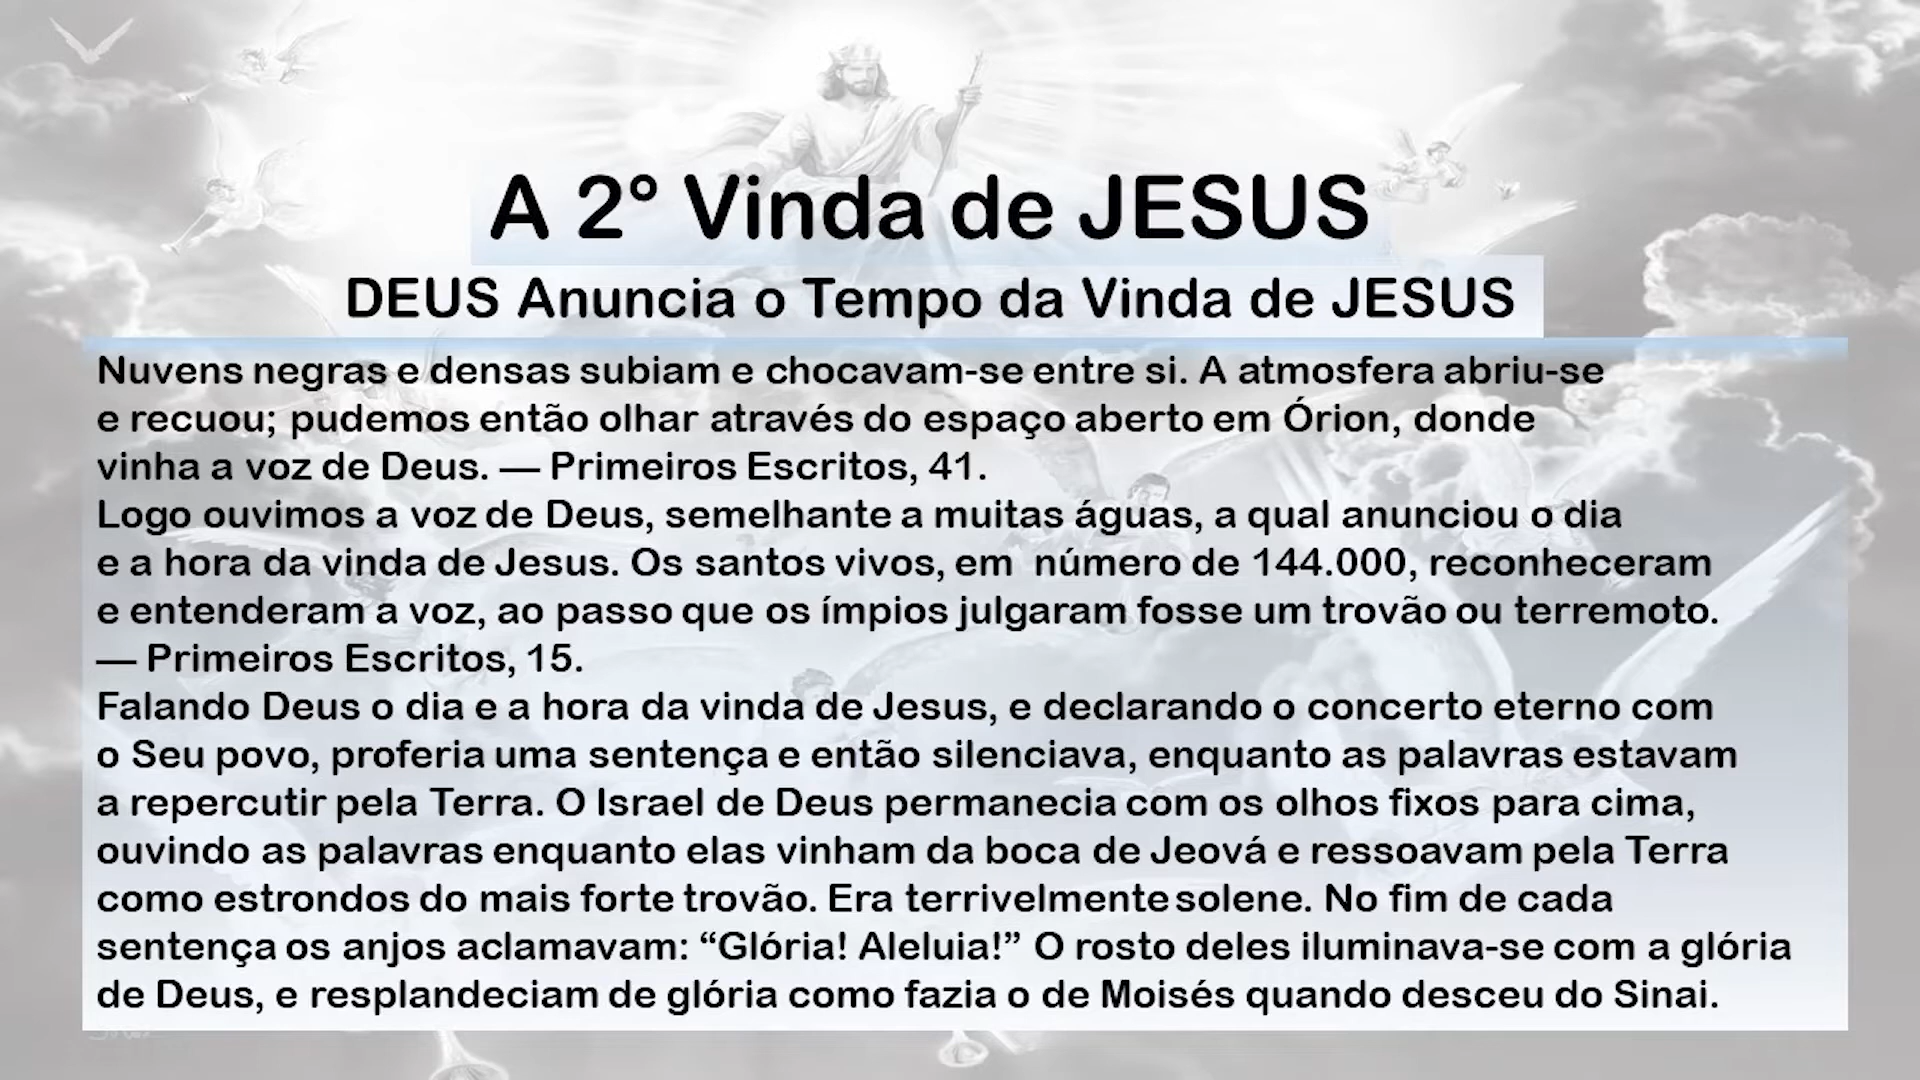 A 2° Vinda de JESUS
DEUS Anuncia o Tempo da Vinda de JESUS
Nuvens negras e densas subiam e chocavam-se entre si. A atmosfera abriu-se
e recuou; pudemos então olhar através do espaço aberto em Órion, donde
vinha a voz de Deus. — Primeiros Escritos, 41.
Logo ouvimos a voz de Deus, semelhante a muitas águas, a qual anunciou o dia
e a hora da vinda de Jesus. Os santos vivos, em número de 144.000, reconheceram
e entenderam a voz, ao passo que os ímpios julgaram fosse um trovão ou terremoto.
— Primeiros Escritos, 15.
Falando Deus o dia e a hora da vinda de Jesus, e declarando o concerto eterno com
o Seu povo, proferia uma sentença e então silenciava, enquanto as palavras estavam
a repercutir pela Terra. O Israel de Deus permanecia com os olhos fixos para cima,
ouvindo as palavras enquanto elas vinham da boca de Jeová e ressoavam pela Terra
como estrondos do mais forte trovão. Era terrivelmente solene. No fim de cada
sentença os anjos aclamavam: “Glória! Aleluia!” O rosto deles iluminava-se com a glória
de Deus, e resplandeciam de glória como fazia o de Moisés quando desceu do Sinai.